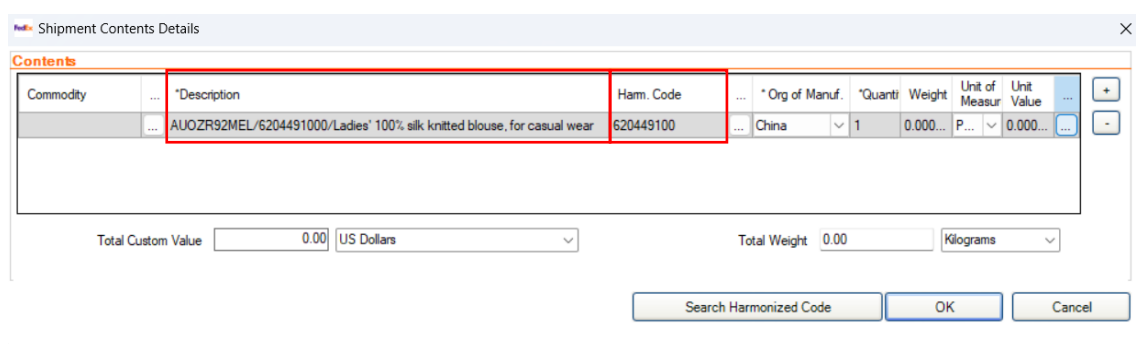 FedEx Shipment Contents Details
Contents
Commodity ... *Description Harm. Code ... * Org of Manuf. *Quanti Weight Unit of Measur Unit Value ...
... AUOZR92MEL/6204491000/Ladies' 100% silk knitted blouse, for casual wear 620449100 ... China 1 0.000... P... 0.000... ...
+
-
Total Custom Value 0.00 US Dollars Total Weight 0.00 Kilograms
Search Harmonized Code OK Cancel